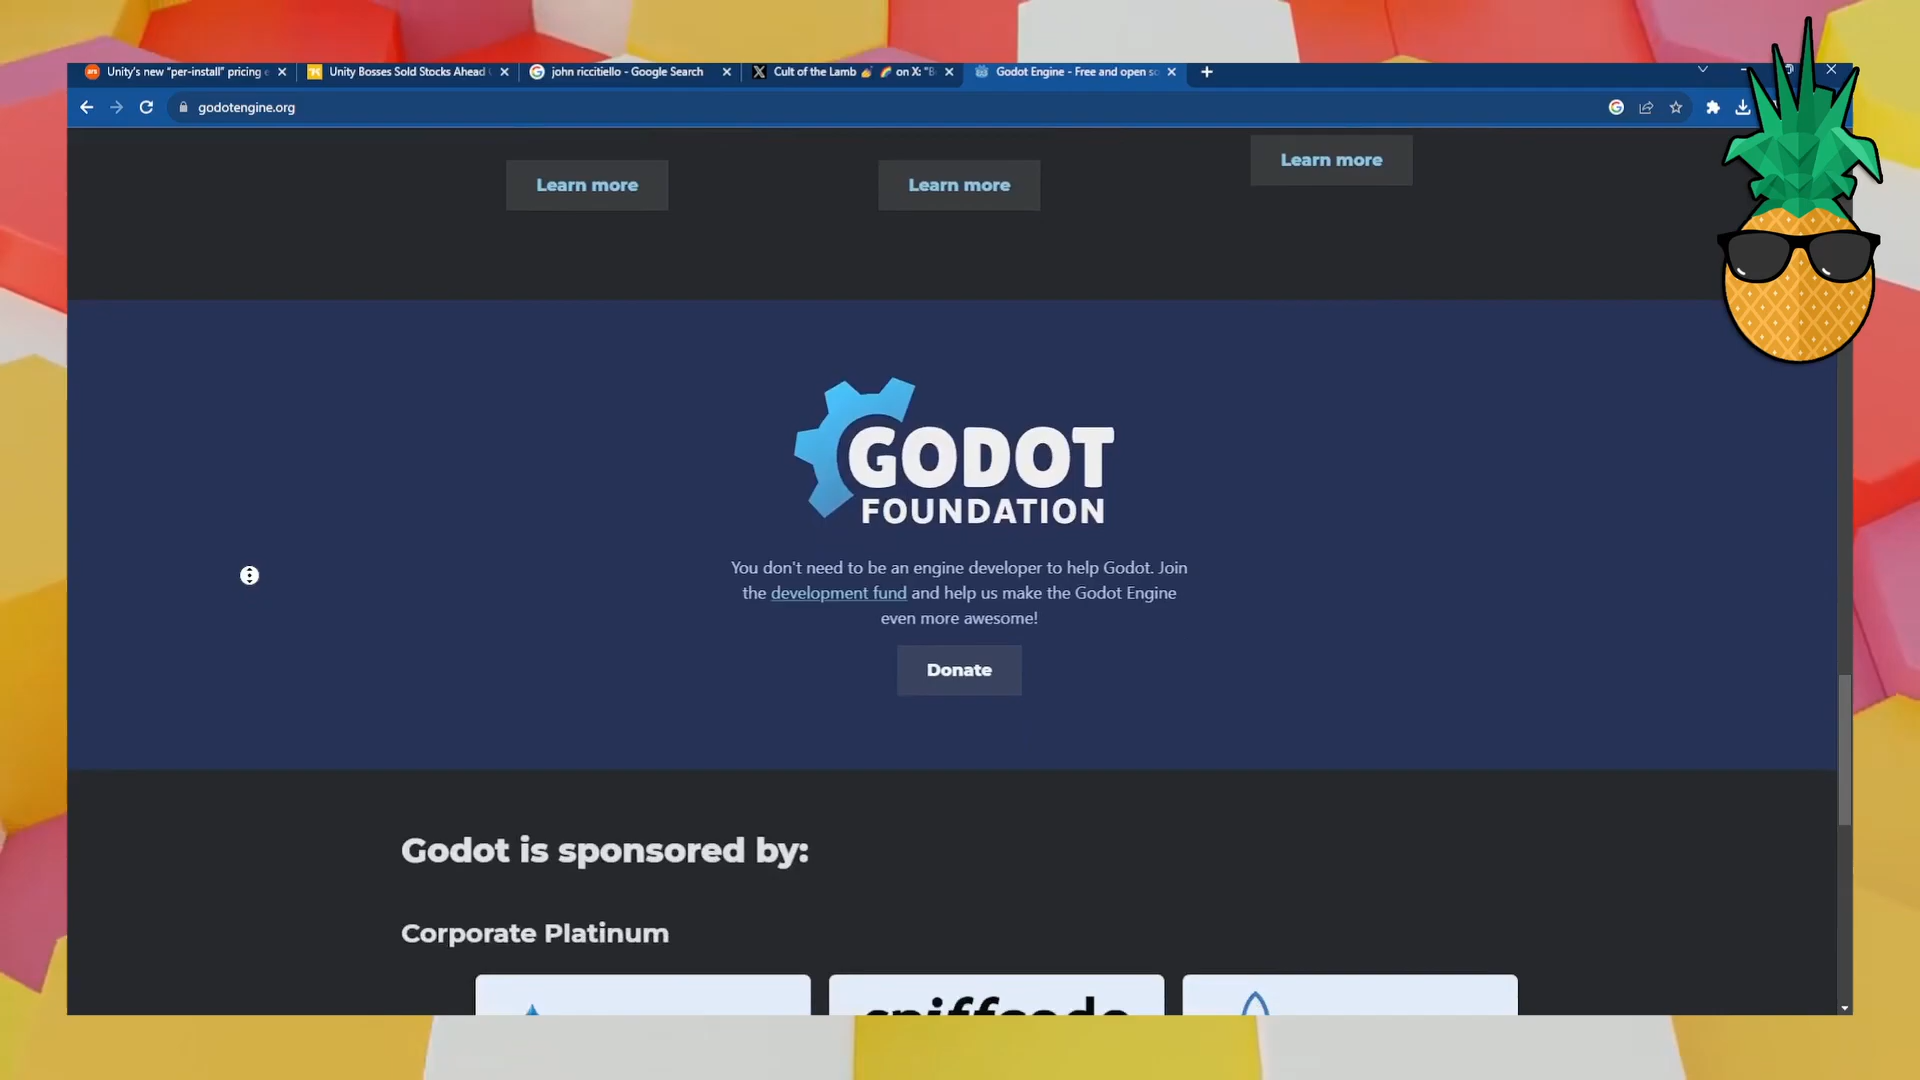 Unity's new "per-install" pricing
Unity Bosses Sold Stocks Ahead
john riccitiello - Google Search
Cult of the Lamb on X: "B
Godot Engine - Free and open so
godotengine.org
Learn more
Learn more
Learn more
GODOT
FOUNDATION
You don't need to be an engine developer to help Godot. Join
the development fund and help us make the Godot Engine
even more awesome!
Donate
Godot is sponsored by:
Corporate Platinum